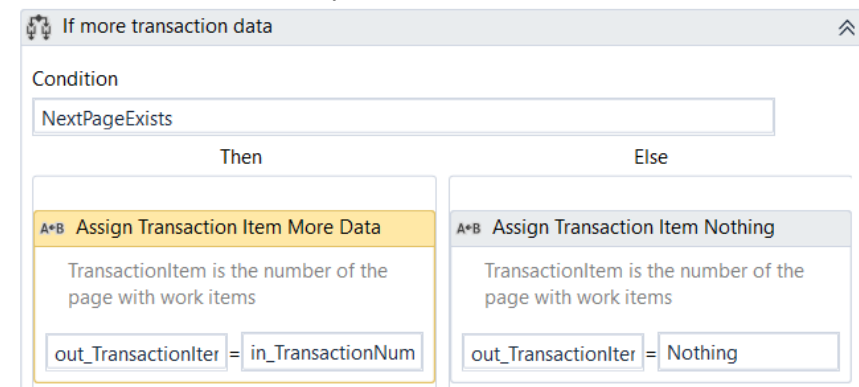 If more transaction data
Condition
NextPageExists
Then
Else
A+B Assign Transaction Item More Data
TransactionItem is the number of the
page with work items
out_TransactionIter = in_TransactionNum
A+B Assign Transaction Item Nothing
TransactionItem is the number of the
page with work items
out_TransactionIter = Nothing